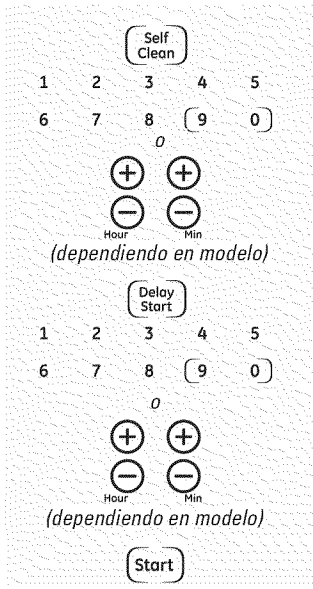 Self
Clean
1 2 3 4 5
6 7 8 9 0
o
+ +
− −
Hour Min
(dependiendo en modelo)
Delay
Start
1 2 3 4 5
6 7 8 9 0
o
+ +
− −
Hour Min
(dependiendo en modelo)
Start